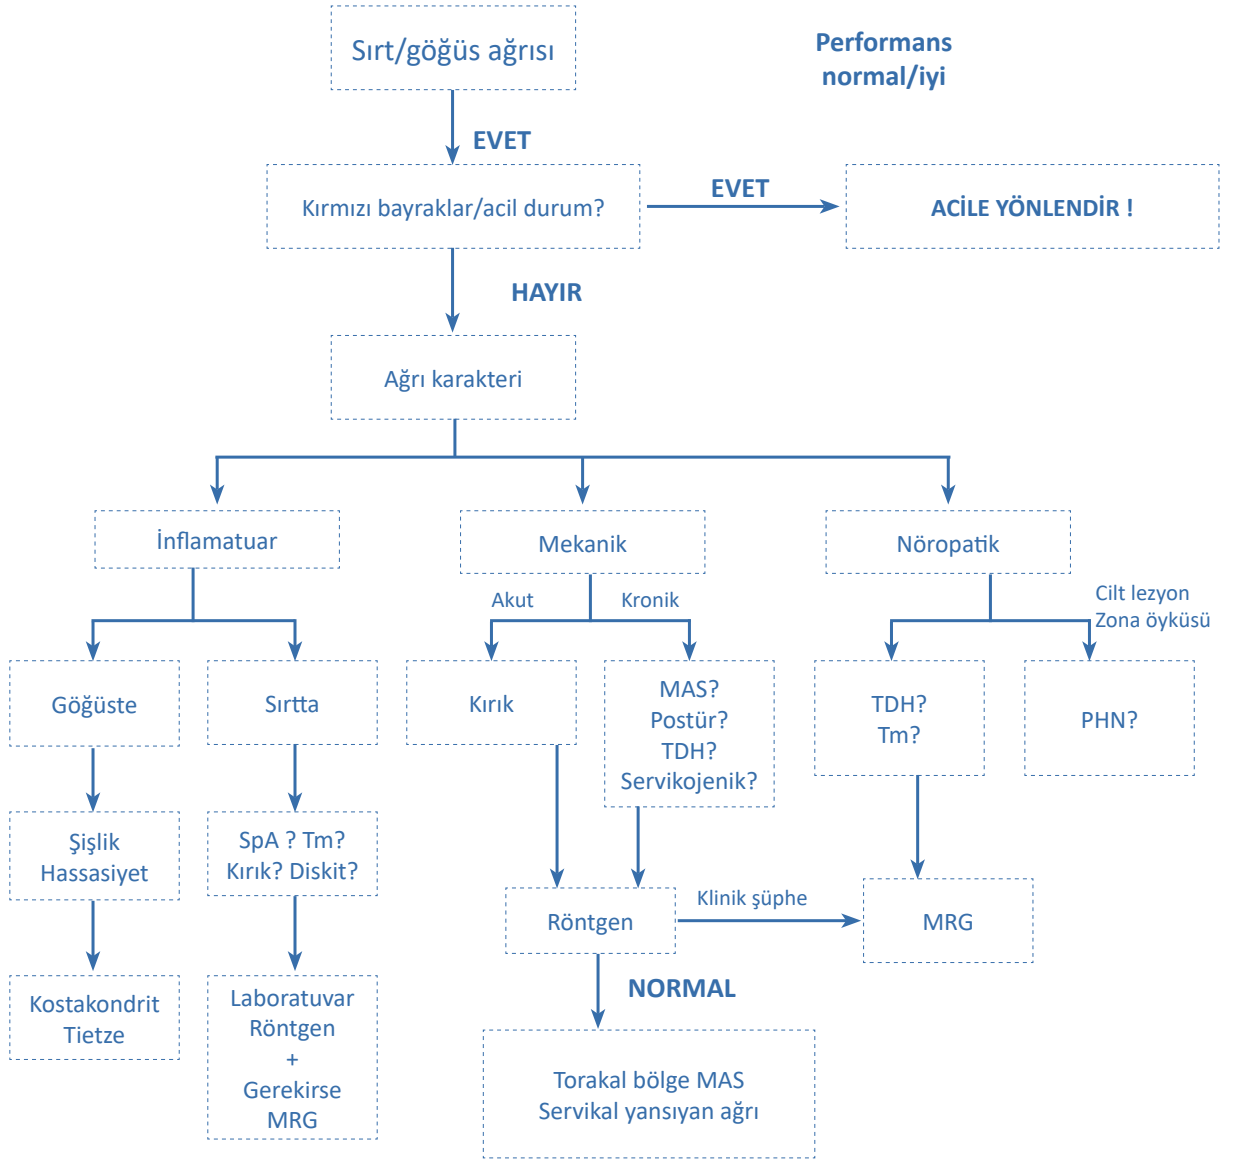 Sırt/göğüs ağrısı
Performans
normal/iyi
EVET
Kırmızı bayraklar/acil durum?
EVET
ACİLE YÖNLENDİR !
HAYIR
Ağrı karakteri
İnflamatuar
Mekanik
Nöropatik
Akut
Kronik
Cilt lezyon
Zona öyküsü
Göğüste
Sırtta
Kırık
MAS?
Postür?
TDH?
Servikojenik?
TDH?
Tm?
PHN?
Şişlik
Hassasiyet
SpA ? Tm?
Kırık? Diskit?
Röntgen
Klinik şüphe
MRG
Kostakondrit
Tietze
Laboratuvar
Röntgen
+
Gerekirse
MRG
NORMAL
Torakal bölge MAS
Servikal yansıyan ağrı